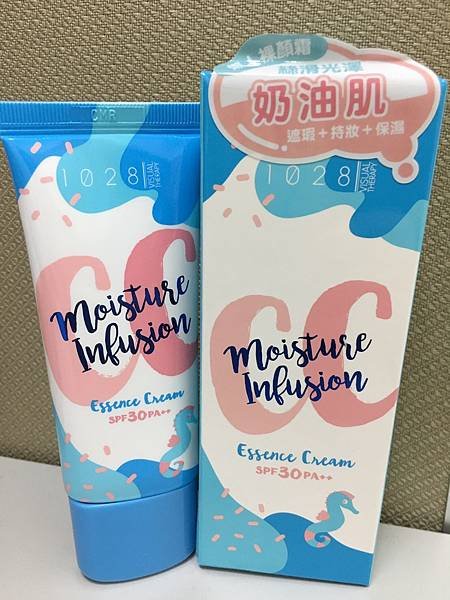 CMR
1028
VISUAL
THERAPY
CC
Moisture
Infusion
Essence Cream
SPF30PA++
裸顏霜
絲滑光澤
奶油肌
遮瑕+持妝+保濕
1028
VISUAL
THERAPY
CC
Moisture
Infusion
Essence Cream
SPF30PA++